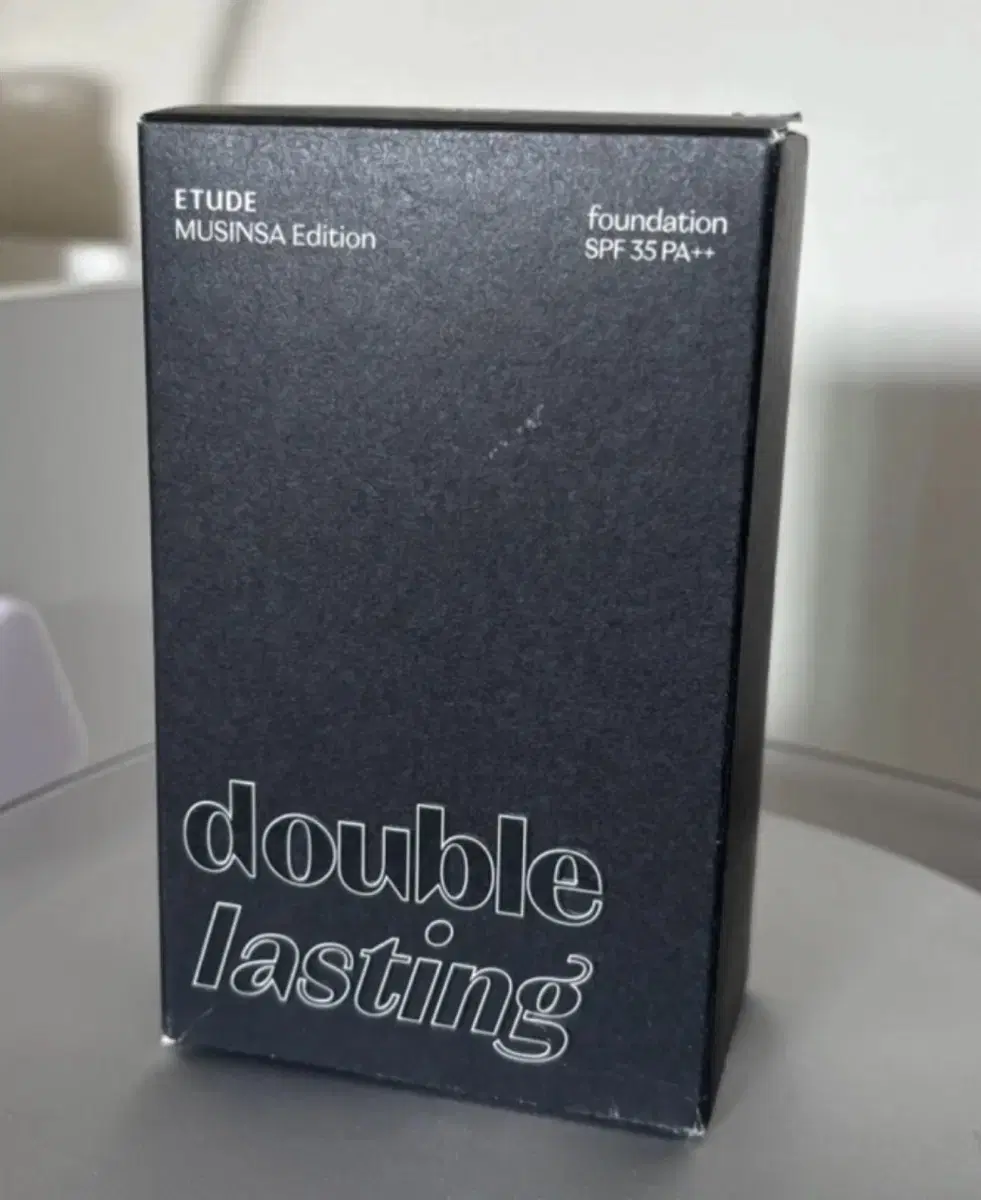 ETUDE
MUSINSA Edition
foundation
SPF 35 PA++
double
lasting